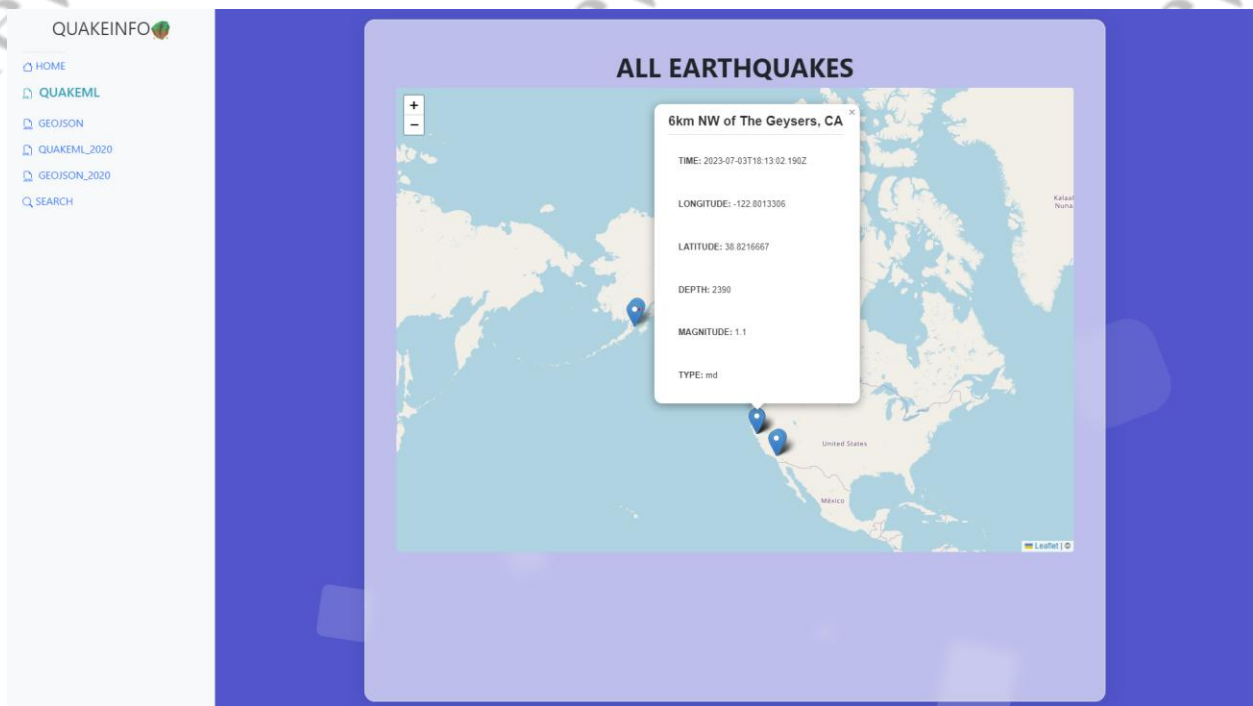 QUAKEINFO
HOME
QUAKEML
GEOJSON
QUAKEML_2020
GEOJSON_2020
SEARCH
ALL EARTHQUAKES
+
−
6km NW of The Geysers, CA ×
TIME: 2023-07-03T18:13:02.190Z
LONGITUDE: -122.8013306
LATITUDE: 38.8216667
DEPTH: 2390
MAGNITUDE: 1.1
TYPE: md
Nuna
United States
México
Leaflet | ©